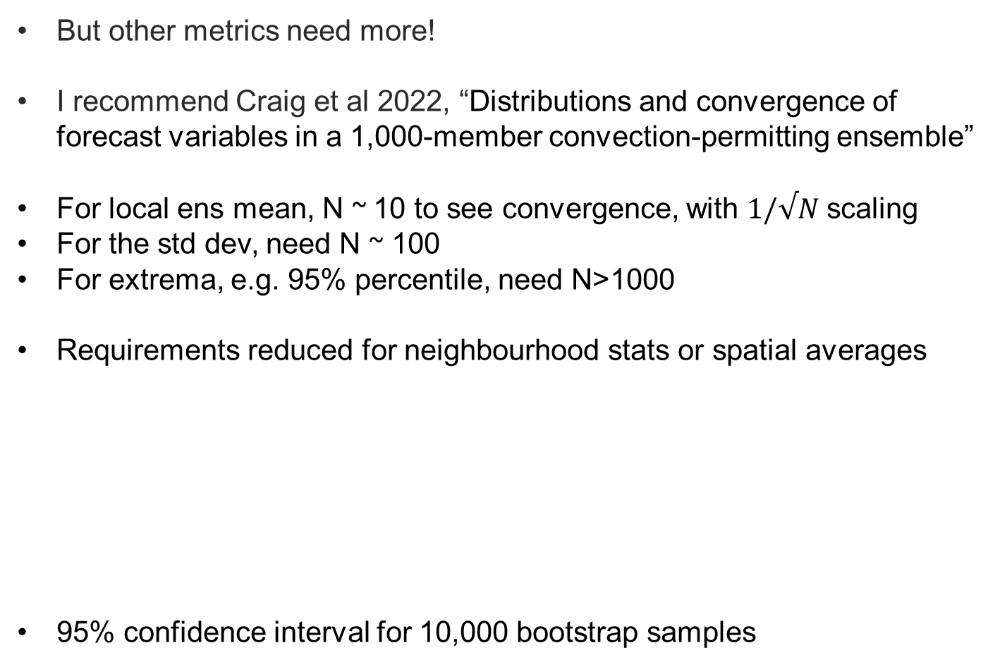 • But other metrics need more!
• I recommend Craig et al 2022, “Distributions and convergence of
forecast variables in a 1,000-member convection-permitting ensemble”
• For local ens mean, N ~ 10 to see convergence, with 1/√N scaling
• For the std dev, need N ~ 100
• For extrema, e.g. 95% percentile, need N>1000
• Requirements reduced for neighbourhood stats or spatial averages
• 95% confidence interval for 10,000 bootstrap samples